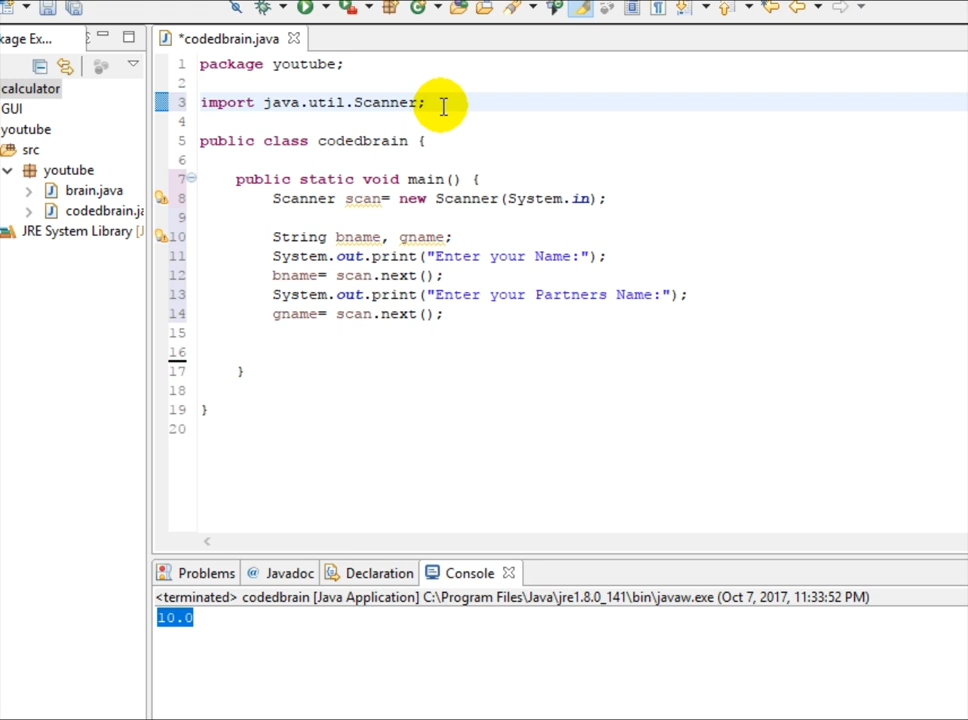 kage Ex...
*codedbrain.java
calculator
GUI
youtube
src
youtube
brain.java
codedbrain.ja
JRE System Library [J
1 package youtube;
2
3 import java.util.Scanner;
4
5 public class codedbrain {
6
7 public static void main() {
8 Scanner scan= new Scanner(System.in);
9
10 String bname, gname;
11 System.out.print("Enter your Name:");
12 bname= scan.next();
13 System.out.print("Enter your Partners Name:");
14 gname= scan.next();
15
16
17 }
18
19 }
20
Problems @ Javadoc Declaration Console
<terminated> codedbrain [Java Application] C:\Program Files\Java\jre1.8.0_141\bin\javaw.exe (Oct 7, 2017, 11:33:52 PM)
10.0